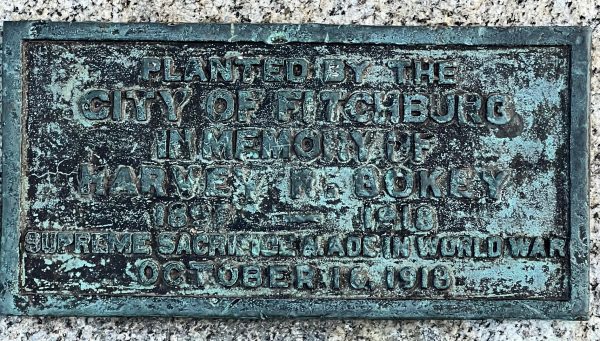 PLANTED BY THE
CITY OF FITCHBURG
IN MEMORY OF
HARVEY
1918
SUPREME SACRIFICE MADE IN WORLD WAR
OCTOBER 16, 1918